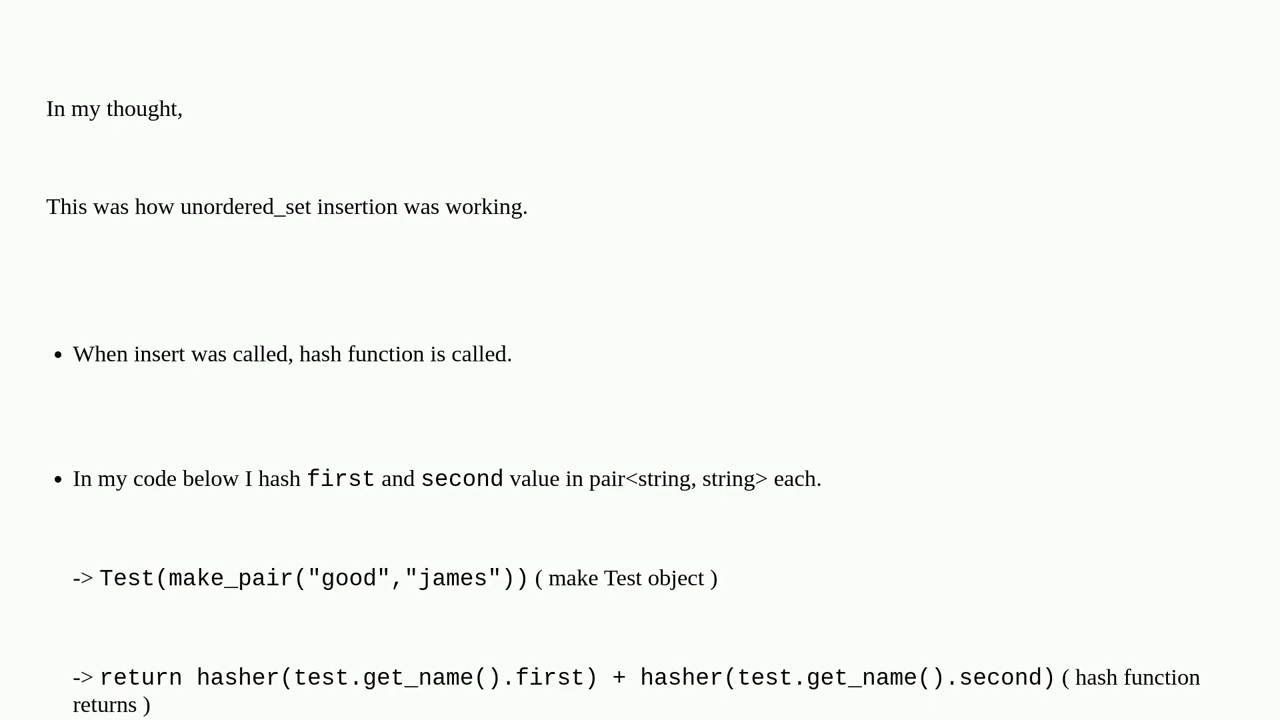 In my thought,
This was how unordered_set insertion was working.
• When insert was called, hash function is called.
• In my code below I hash first and second value in pair<string, string> each.
-> Test(make_pair("good","james")) ( make Test object )
-> return hasher(test.get_name().first) + hasher(test.get_name().second) ( hash function
returns )